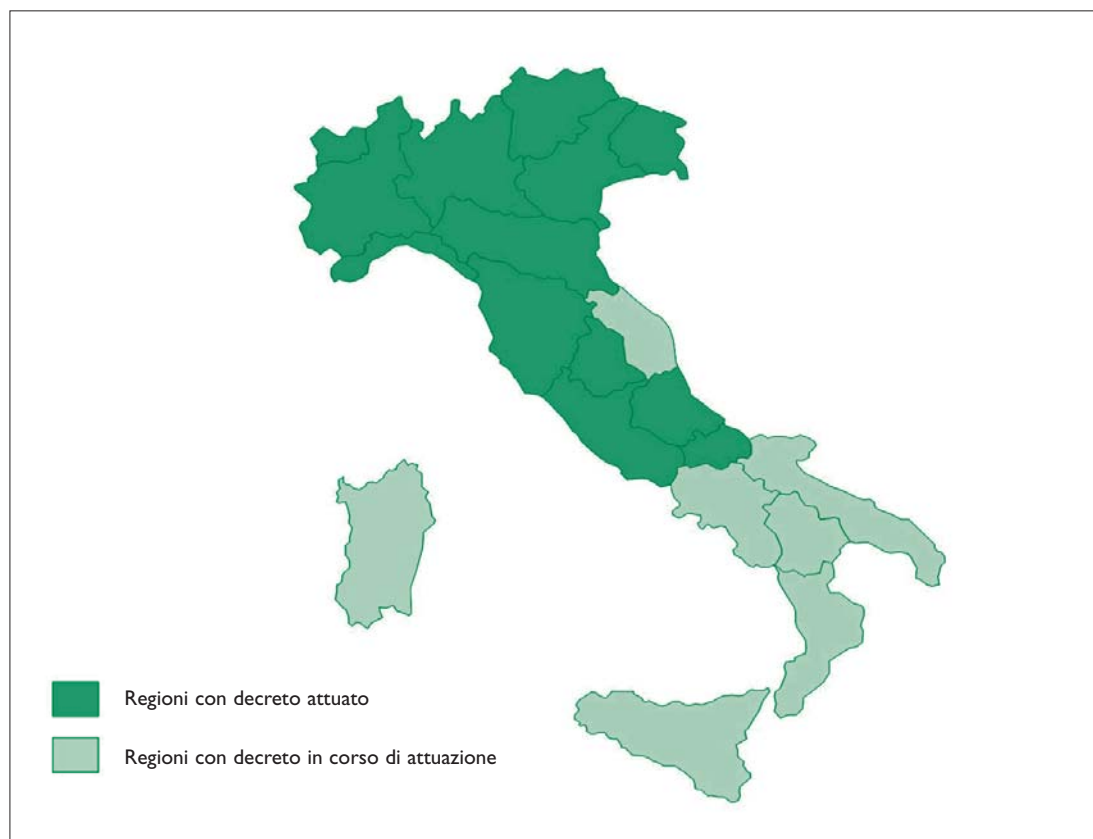 Regioni con decreto attuato
Regioni con decreto in corso di attuazione